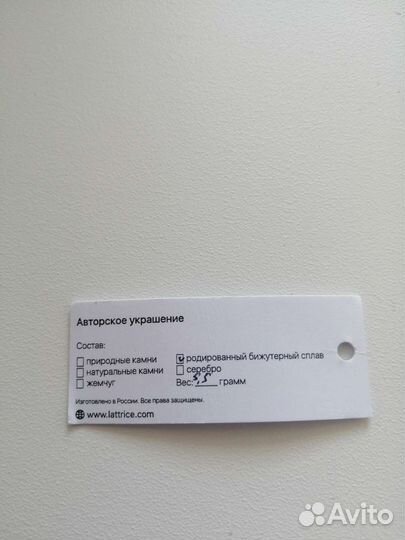 Авторское украшение
Состав:
природные камни
натуральные камни
жемчуг
родированный бижутерный сплав
серебро
Вес: грамм
Изготовлено в России. Все права защищены.
www.lattrice.com
Avito